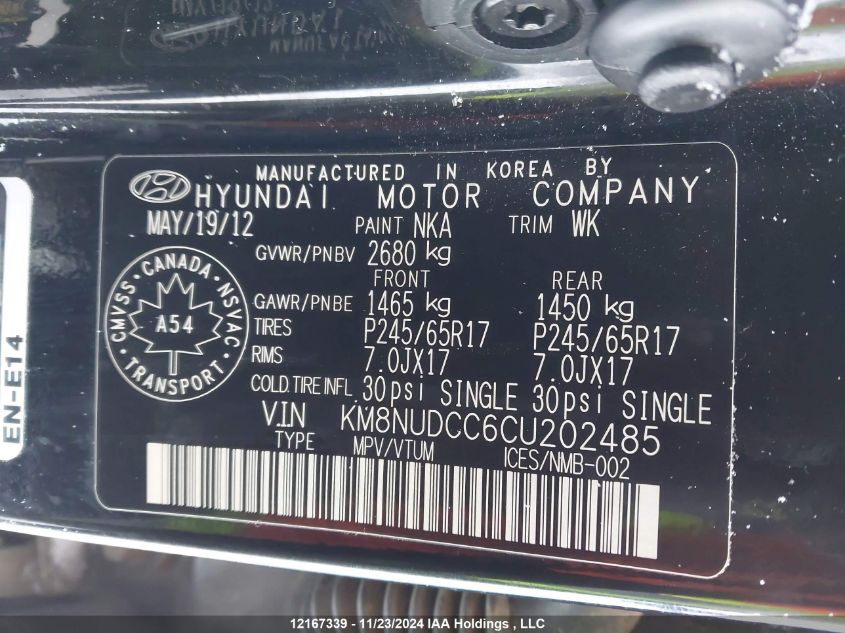 MANUFACTURED IN KOREA BY
HYUNDAI MOTOR COMPANY
MAY/19/12 PAINT NKA TRIM WK
GVWR/PNBV 2680 kg
FRONT REAR
GAWR/PNBE 1465 kg 1450 kg
TIRES P245/65R17 P245/65R17
RIMS 7.0JX17 7.0JX17
COLD TIRE INFL 30psi SINGLE 30psi SINGLE
VIN KM8NUDCC6CU202485
TYPE MPV/VTUM ICES/NMB-002
CMVSS • CANADA • NSVAC
A54
• TRANSPORT •
EN-E14
12167339 - 11/23/2024 IAA Holdings , LLC